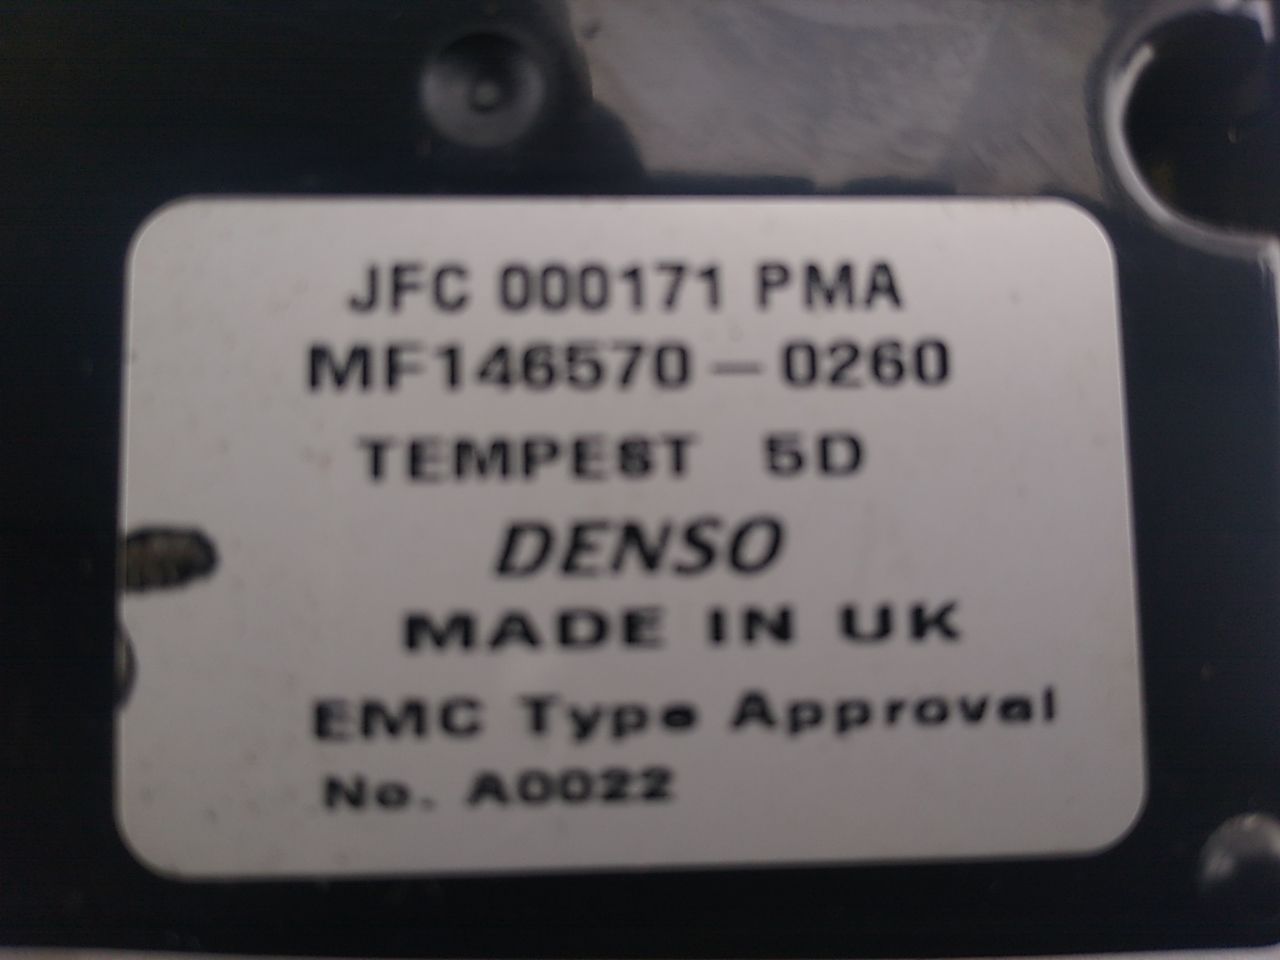 JFC 000171 PMA
MF146570-0260
TEMPEST 5D
DENSO
MADE IN UK
EMC Type Approval
No. A0022